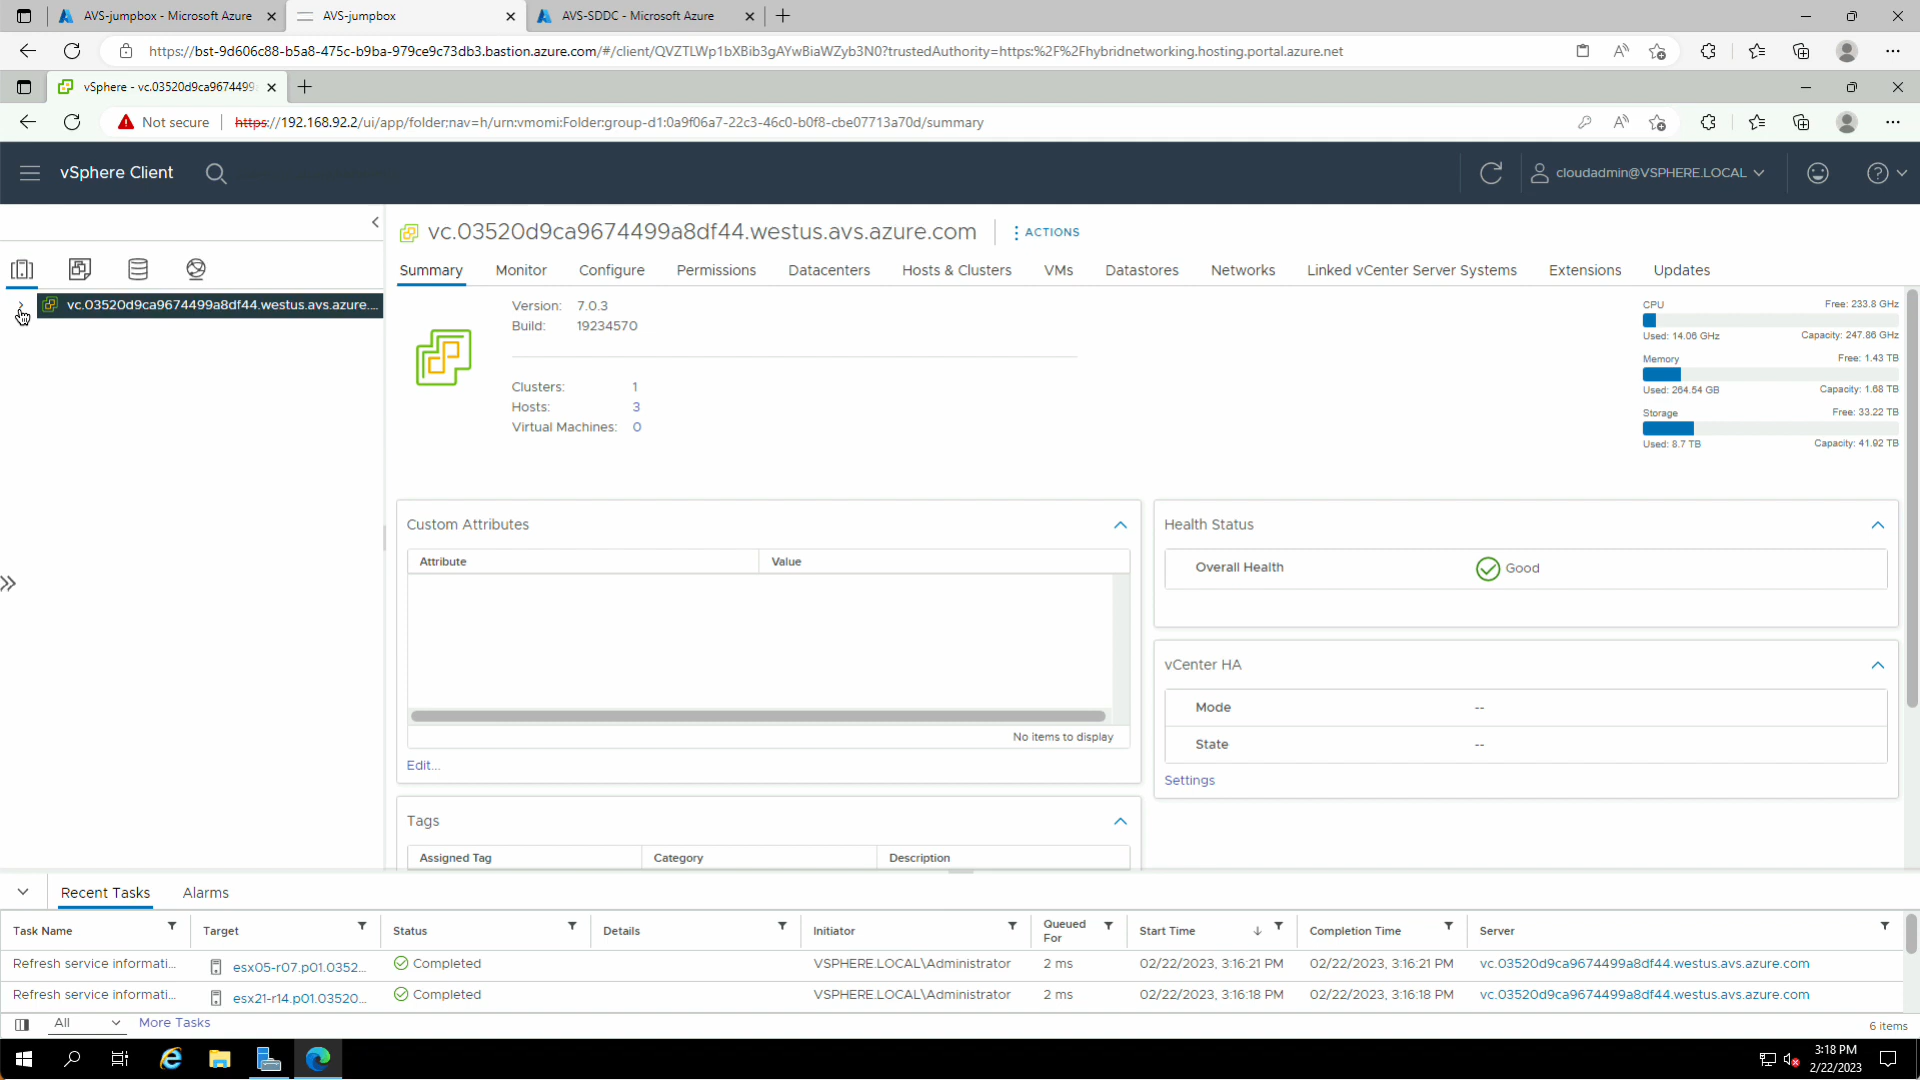 AVS-jumpbox - Microsoft Azure
AVS-jumpbox
AVS-SDDC - Microsoft Azure
https://bst-9d606c88-b5a8-475c-b9ba-979ce9c73db3.bastion.azure.com/#/client/QVZTLWp1bXBib3gAYwBiaWZyb3N0?trustedAuthority=https:%2F%2Fhybridnetworking.hosting.portal.azure.net
vSphere - vc.03520d9ca9674499
Not secure
https://192.168.92.2/ui/app/folder;nav=h/urn:vmomi:Folder:group-d1:0a9f06a7-22c3-46c0-b0f8-cbe07713a70d/summary
vSphere Client
cloudadmin@VSPHERE.LOCAL
vc.03520d9ca9674499a8df44.westus.avs.azure.com
ACTIONS
Summary
Monitor
Configure
Permissions
Datacenters
Hosts & Clusters
VMs
Datastores
Networks
Linked vCenter Server Systems
Extensions
Updates
vc.03520d9ca9674499a8df44.westus.avs.azure....
Version: 7.0.3
Build: 19234570
Clusters: 1
Hosts: 3
Virtual Machines: 0
CPU Free: 233.8 GHz
Used: 14.06 GHz Capacity: 247.86 GHz
Memory Free: 1.43 TB
Used: 264.54 GB Capacity: 1.68 TB
Storage Free: 33.22 TB
Used: 8.7 TB Capacity: 41.92 TB
Custom Attributes
Attribute Value
No items to display
Edit...
Health Status
Overall Health Good
vCenter HA
Mode --
State --
Settings
Tags
Assigned Tag Category Description
Recent Tasks Alarms
Task Name Target Status Details Initiator Queued For Start Time Completion Time Server
Refresh service informati... esx05-r07.p01.0352... Completed VSPHERE.LOCAL\Administrator 2 ms 02/22/2023, 3:16:21 PM 02/22/2023, 3:16:21 PM vc.03520d9ca9674499a8df44.westus.avs.azure.com
Refresh service informati... esx21-r14.p01.03520... Completed VSPHERE.LOCAL\Administrator 2 ms 02/22/2023, 3:16:18 PM 02/22/2023, 3:16:18 PM vc.03520d9ca9674499a8df44.westus.avs.azure.com
All More Tasks
6 items
3:18 PM
2/22/2023